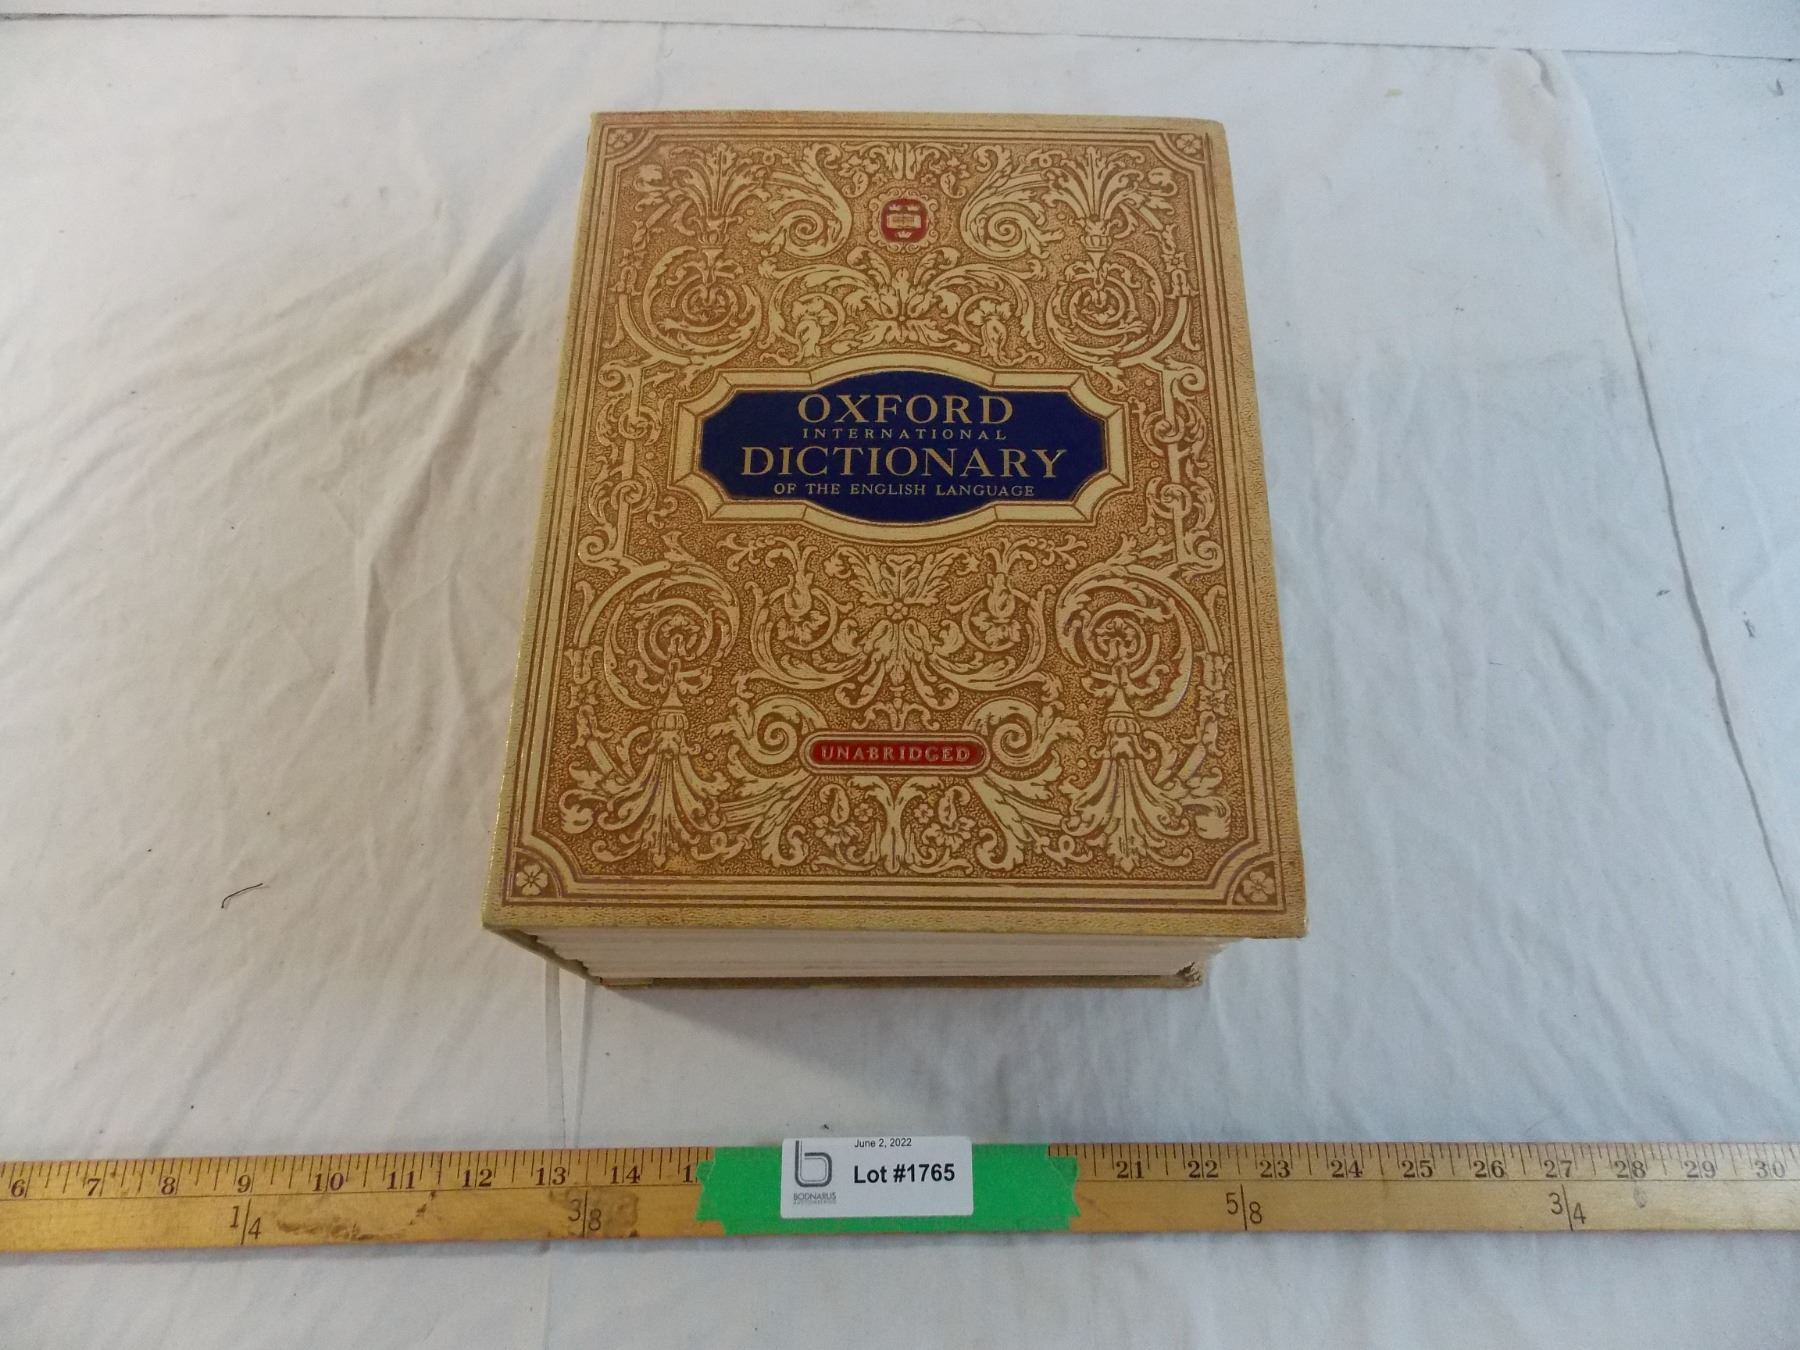 OXFORD
INTERNATIONAL
DICTIONARY
OF THE ENGLISH LANGUAGE
UNABRIDGED
June 2, 2022
Lot #1765
BODNARUS
6 7 8 9 10 11 12 13 14 21 22 23 24 25 26 27 28 29 30
1/4 3/8 5/8 3/4